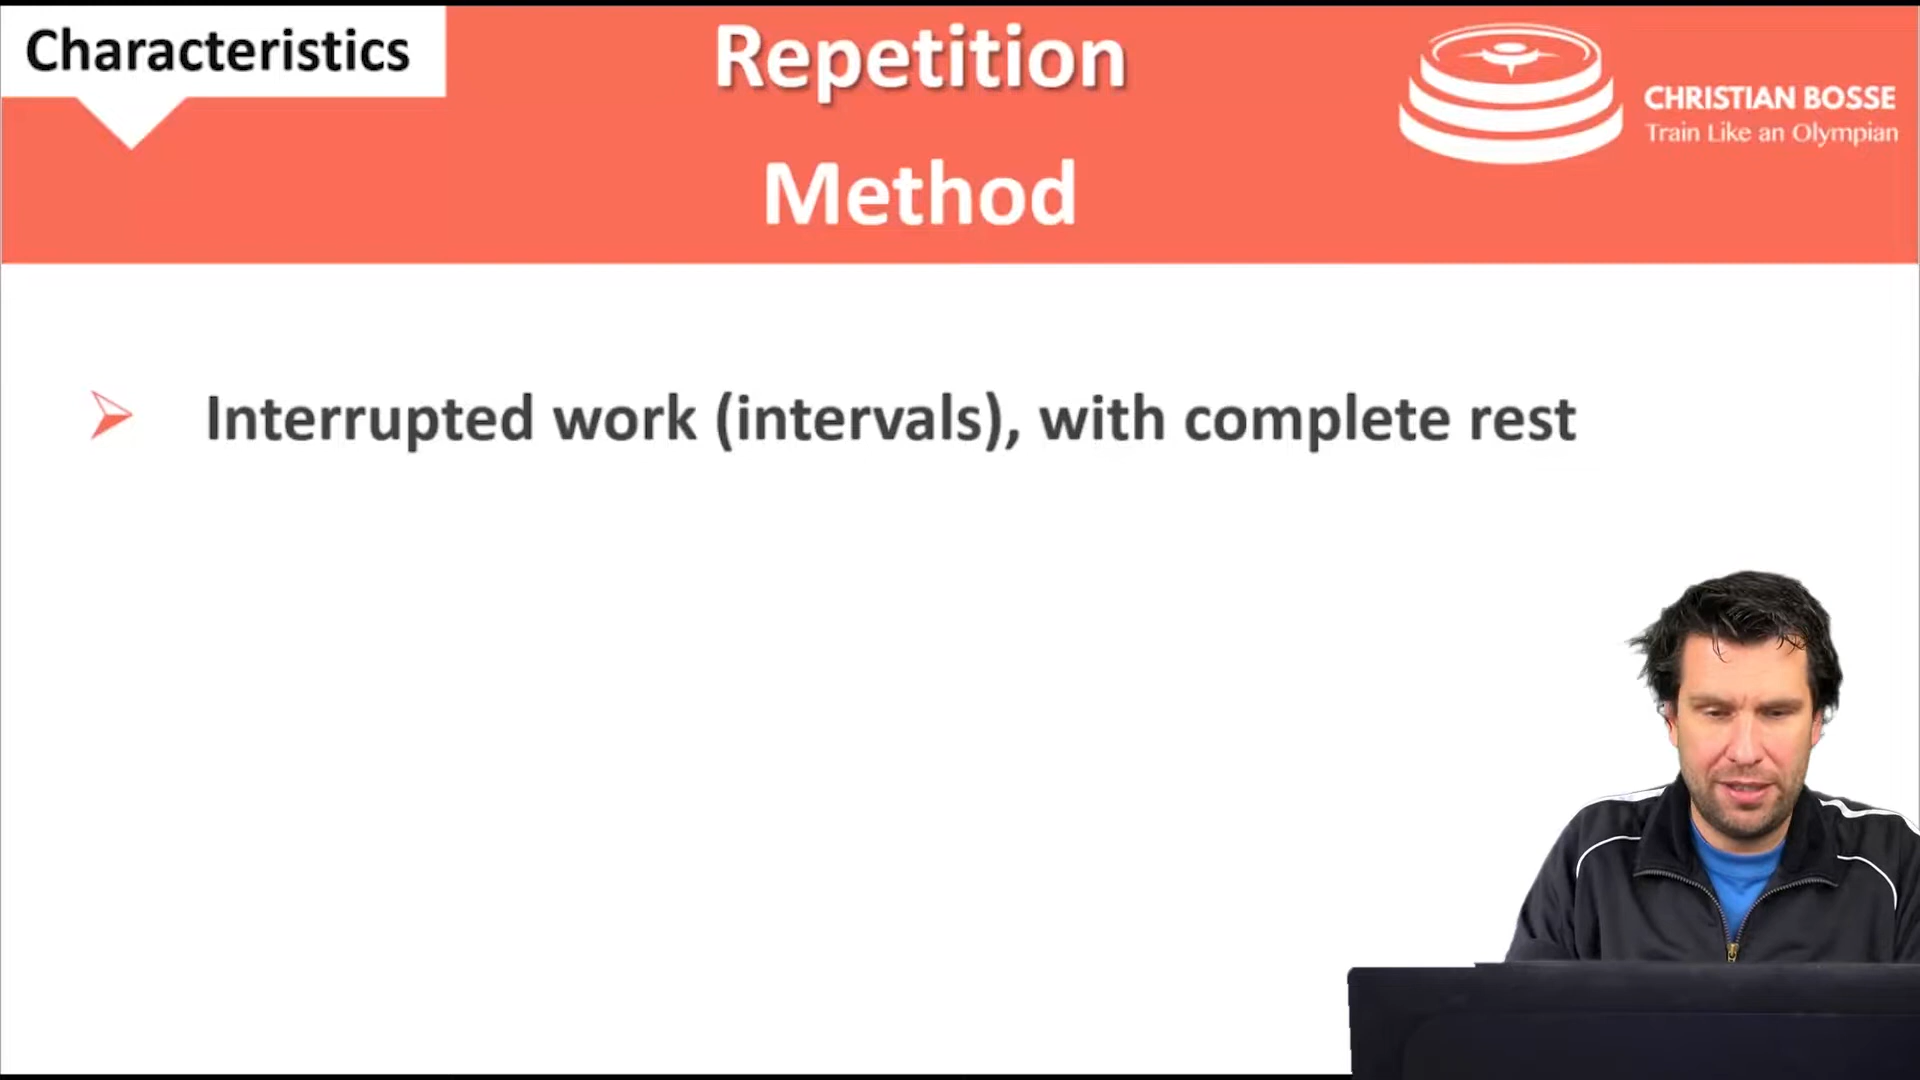 Characteristics
Repetition
Method
CHRISTIAN BOSSE
Train Like an Olympian
Interrupted work (intervals), with complete rest